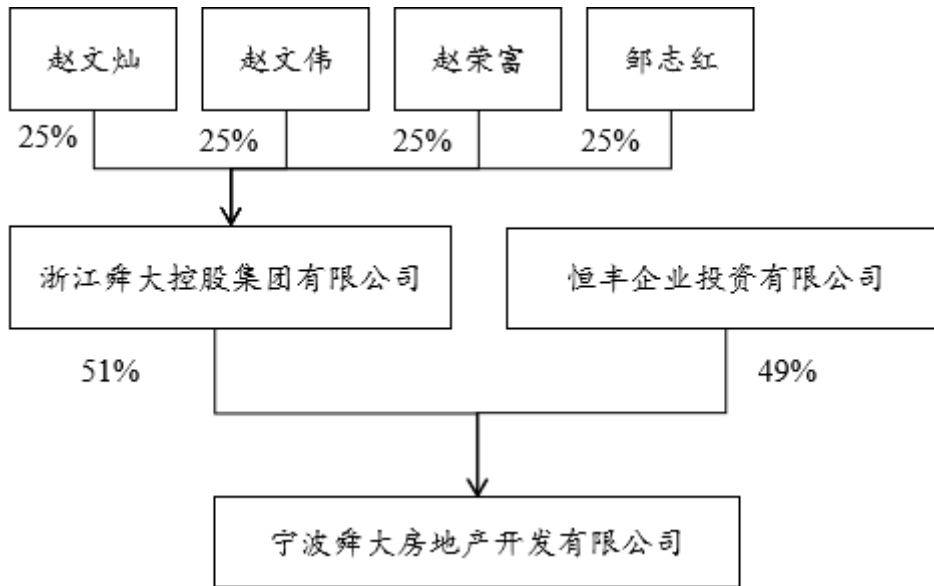 赵文灿 赵文伟 赵荣富 邹志红
25% 25% 25% 25%
浙江舜大控股集团有限公司 恒丰企业投资有限公司
51% 49%
宁波舜大房地产开发有限公司